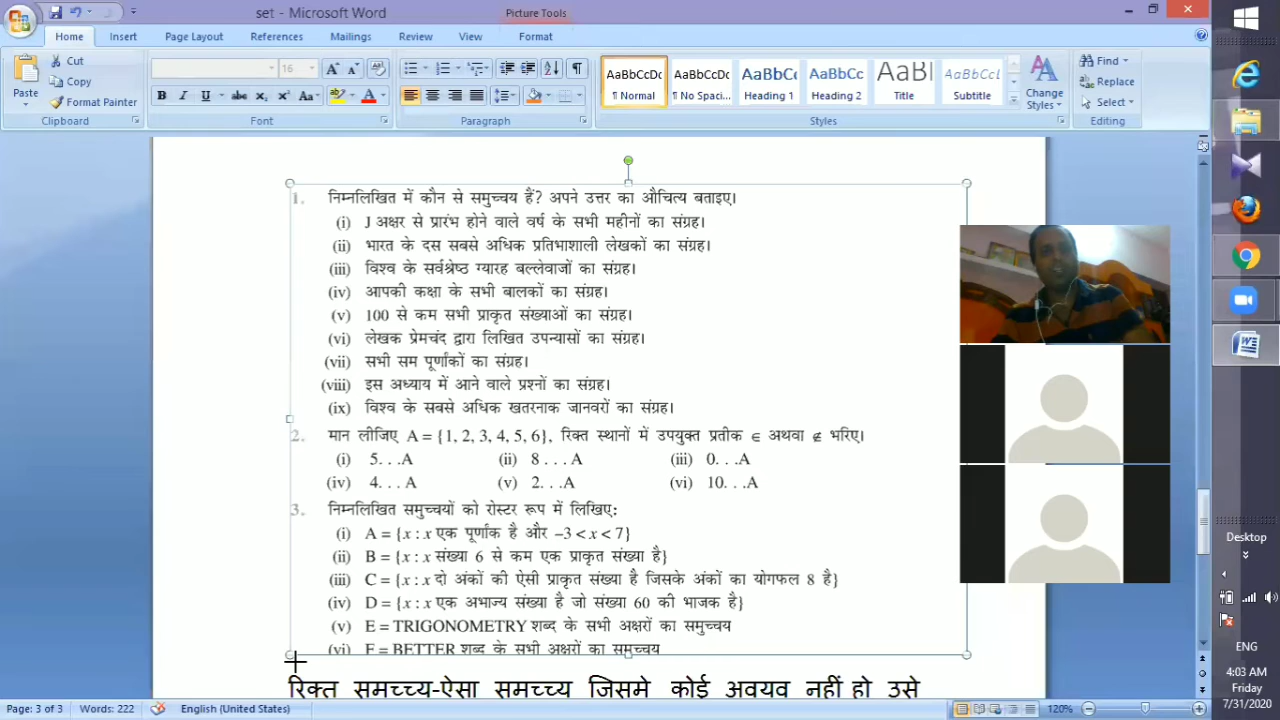 set - Microsoft Word
Picture Tools
Home Insert Page Layout References Mailings Review View Format
Paste
Cut
Copy
Format Painter
Clipboard
16
Font
Paragraph
AaBbCcDc AaBbCcDc AaBbCc AaBbCc AaBl AaBbCcL
¶ Normal ¶ No Spaci... Heading 1 Heading 2 Title Subtitle
Change Styles
Styles
Find
Replace
Select
Editing
1. निम्नलिखित में कौन से समुच्चय हैं? अपने उत्तर का औचित्य बताइए।
(i) J अक्षर से प्रारंभ होने वाले वर्ष के सभी महीनों का संग्रह।
(ii) भारत के दस सबसे अधिक प्रतिभाशाली लेखकों का संग्रह।
(iii) विश्व के सर्वश्रेष्ठ ग्यारह बल्लेबाजों का संग्रह।
(iv) आपकी कक्षा के सभी बालकों का संग्रह।
(v) 100 से कम सभी प्राकृत संख्याओं का संग्रह।
(vi) लेखक प्रेमचंद द्वारा लिखित उपन्यासों का संग्रह।
(vii) सभी सम पूर्णांकों का संग्रह।
(viii) इस अध्याय में आने वाले प्रश्नों का संग्रह।
(ix) विश्व के सबसे अधिक खतरनाक जानवरों का संग्रह।
2. मान लीजिए A = {1, 2, 3, 4, 5, 6}, रिक्त स्थानों में उपयुक्त प्रतीक ∈ अथवा ∉ भरिए।
(i) 5. . .A (ii) 8 . . .A (iii) 0. . .A
(iv) 4. . . A (v) 2. . .A (vi) 10. . .A
3. निम्नलिखित समुच्चयों को रोस्टर रूप में लिखिए:
(i) A = {x : x एक पूर्णांक है और –3 < x < 7}
(ii) B = {x : x संख्या 6 से कम एक प्राकृत संख्या है}
(iii) C = {x : x दो अंकों की ऐसी प्राकृत संख्या है जिसके अंकों का योगफल 8 है}
(iv) D = {x : x एक अभाज्य संख्या है जो संख्या 60 की भाजक है}
(v) E = TRIGONOMETRY शब्द के सभी अक्षरों का समुच्चय
(vi) F = BETTER शब्द के सभी अक्षरों का समुच्चय
रिक्त समच्च्य-ऐसा समच्च्य जिसमे कोई अवयव नहीं हो उसे
Desktop
ENG
4:03 AM
Friday
7/31/2020
Page: 3 of 3 Words: 222 English (United States) 120%